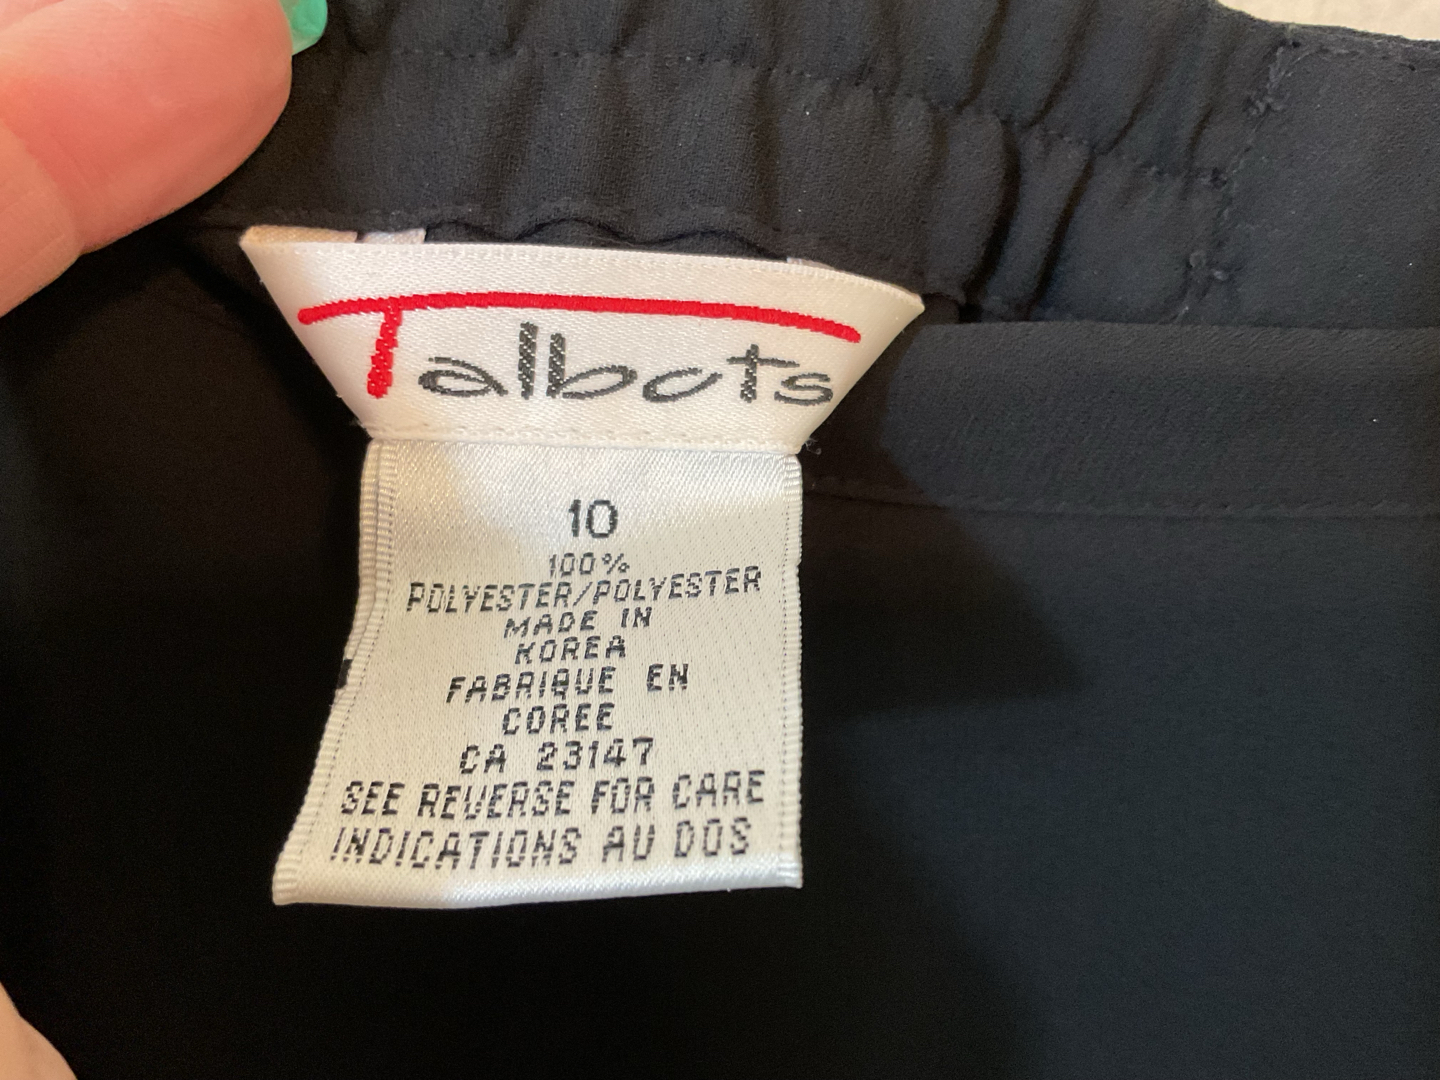 Talbots
10
100%
POLYESTER/POLYESTER
MADE IN
KOREA
FABRIQUE EN
COREE
CA 23147
SEE REVERSE FOR CARE
INDICATIONS AU DOS